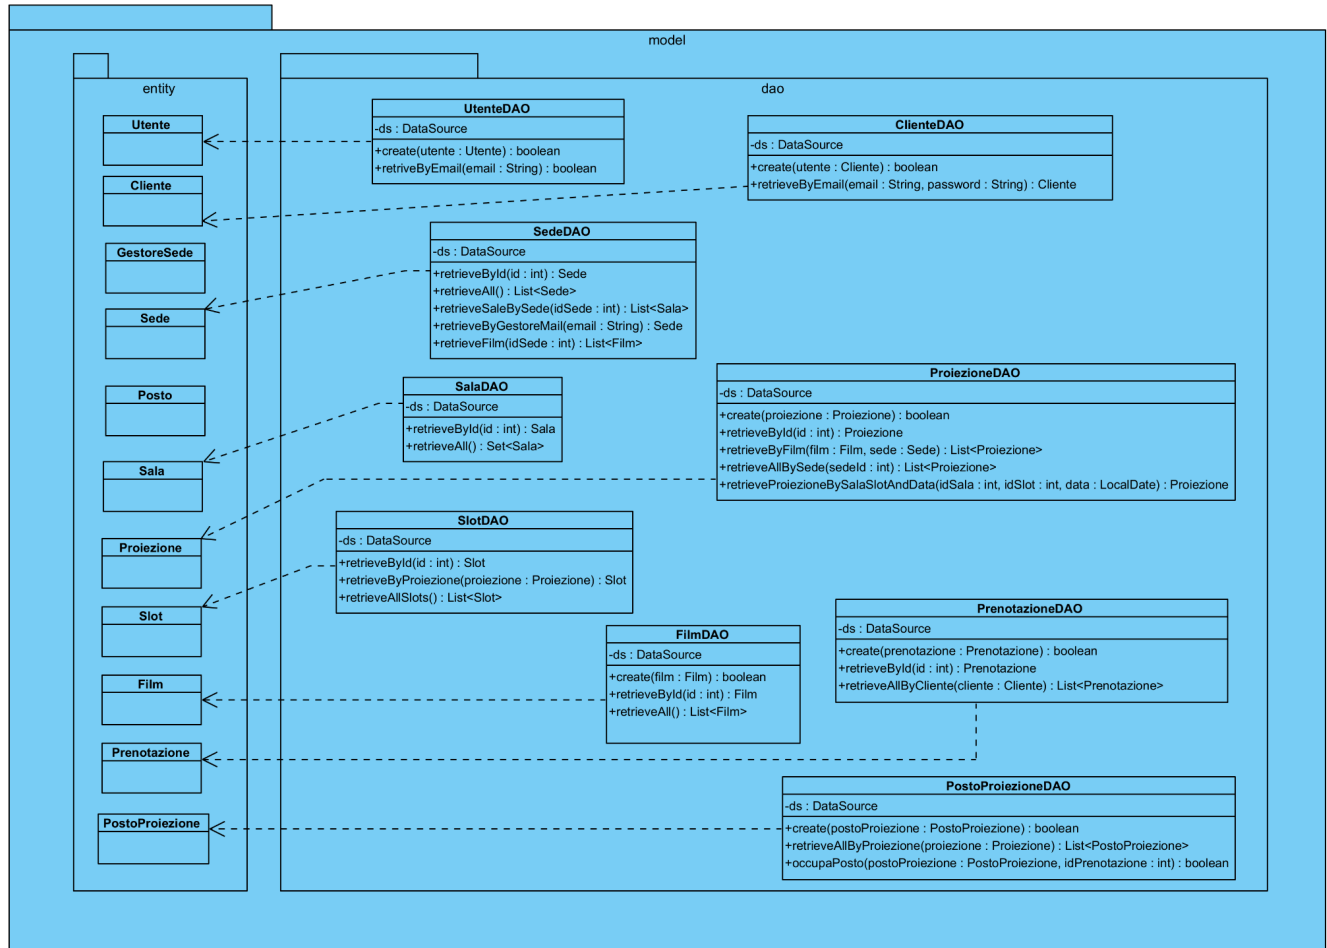 model
entity
Utente
Cliente
GestoreSede
Sede
Posto
Sala
Proiezione
Slot
Film
Prenotazione
PostoProiezione
dao
UtenteDAO
-ds : DataSource
+create(utente : Utente) : boolean
+retriveByEmail(email : String) : boolean
ClienteDAO
-ds : DataSource
+create(utente : Cliente) : boolean
+retrieveByEmail(email : String, password : String) : Cliente
SedeDAO
-ds : DataSource
+retrieveById(id : int) : Sede
+retrieveAll() : List<Sede>
+retrieveSaleBySede(idSede : int) : List<Sala>
+retrieveByGestoreMail(email : String) : Sede
+retrieveFilm(idSede : int) : List<Film>
SalaDAO
-ds : DataSource
+retrieveById(id : int) : Sala
+retrieveAll() : Set<Sala>
ProiezioneDAO
-ds : DataSource
+create(proiezione : Proiezione) : boolean
+retrieveById(id : int) : Proiezione
+retrieveByFilm(film : Film, sede : Sede) : List<Proiezione>
+retrieveAllBySede(sedeId : int) : List<Proiezione>
+retrieveProiezioneBySalaSlotAndData(idSala : int, idSlot : int, data : LocalDate) : Proiezione
SlotDAO
-ds : DataSource
+retrieveById(id : int) : Slot
+retrieveByProiezione(proiezione : Proiezione) : Slot
+retrieveAllSlots() : List<Slot>
FilmDAO
-ds : DataSource
+create(film : Film) : boolean
+retrieveById(id : int) : Film
+retrieveAll() : List<Film>
PrenotazioneDAO
-ds : DataSource
+create(prenotazione : Prenotazione) : boolean
+retrieveById(id : int) : Prenotazione
+retrieveAllByCliente(cliente : Cliente) : List<Prenotazione>
PostoProiezioneDAO
-ds : DataSource
+create(postoProiezione : PostoProiezione) : boolean
+retrieveAllByProiezione(proiezione : Proiezione) : List<PostoProiezione>
+occupaPosto(postoProiezione : PostoProiezione, idPrenotazione : int) : boolean